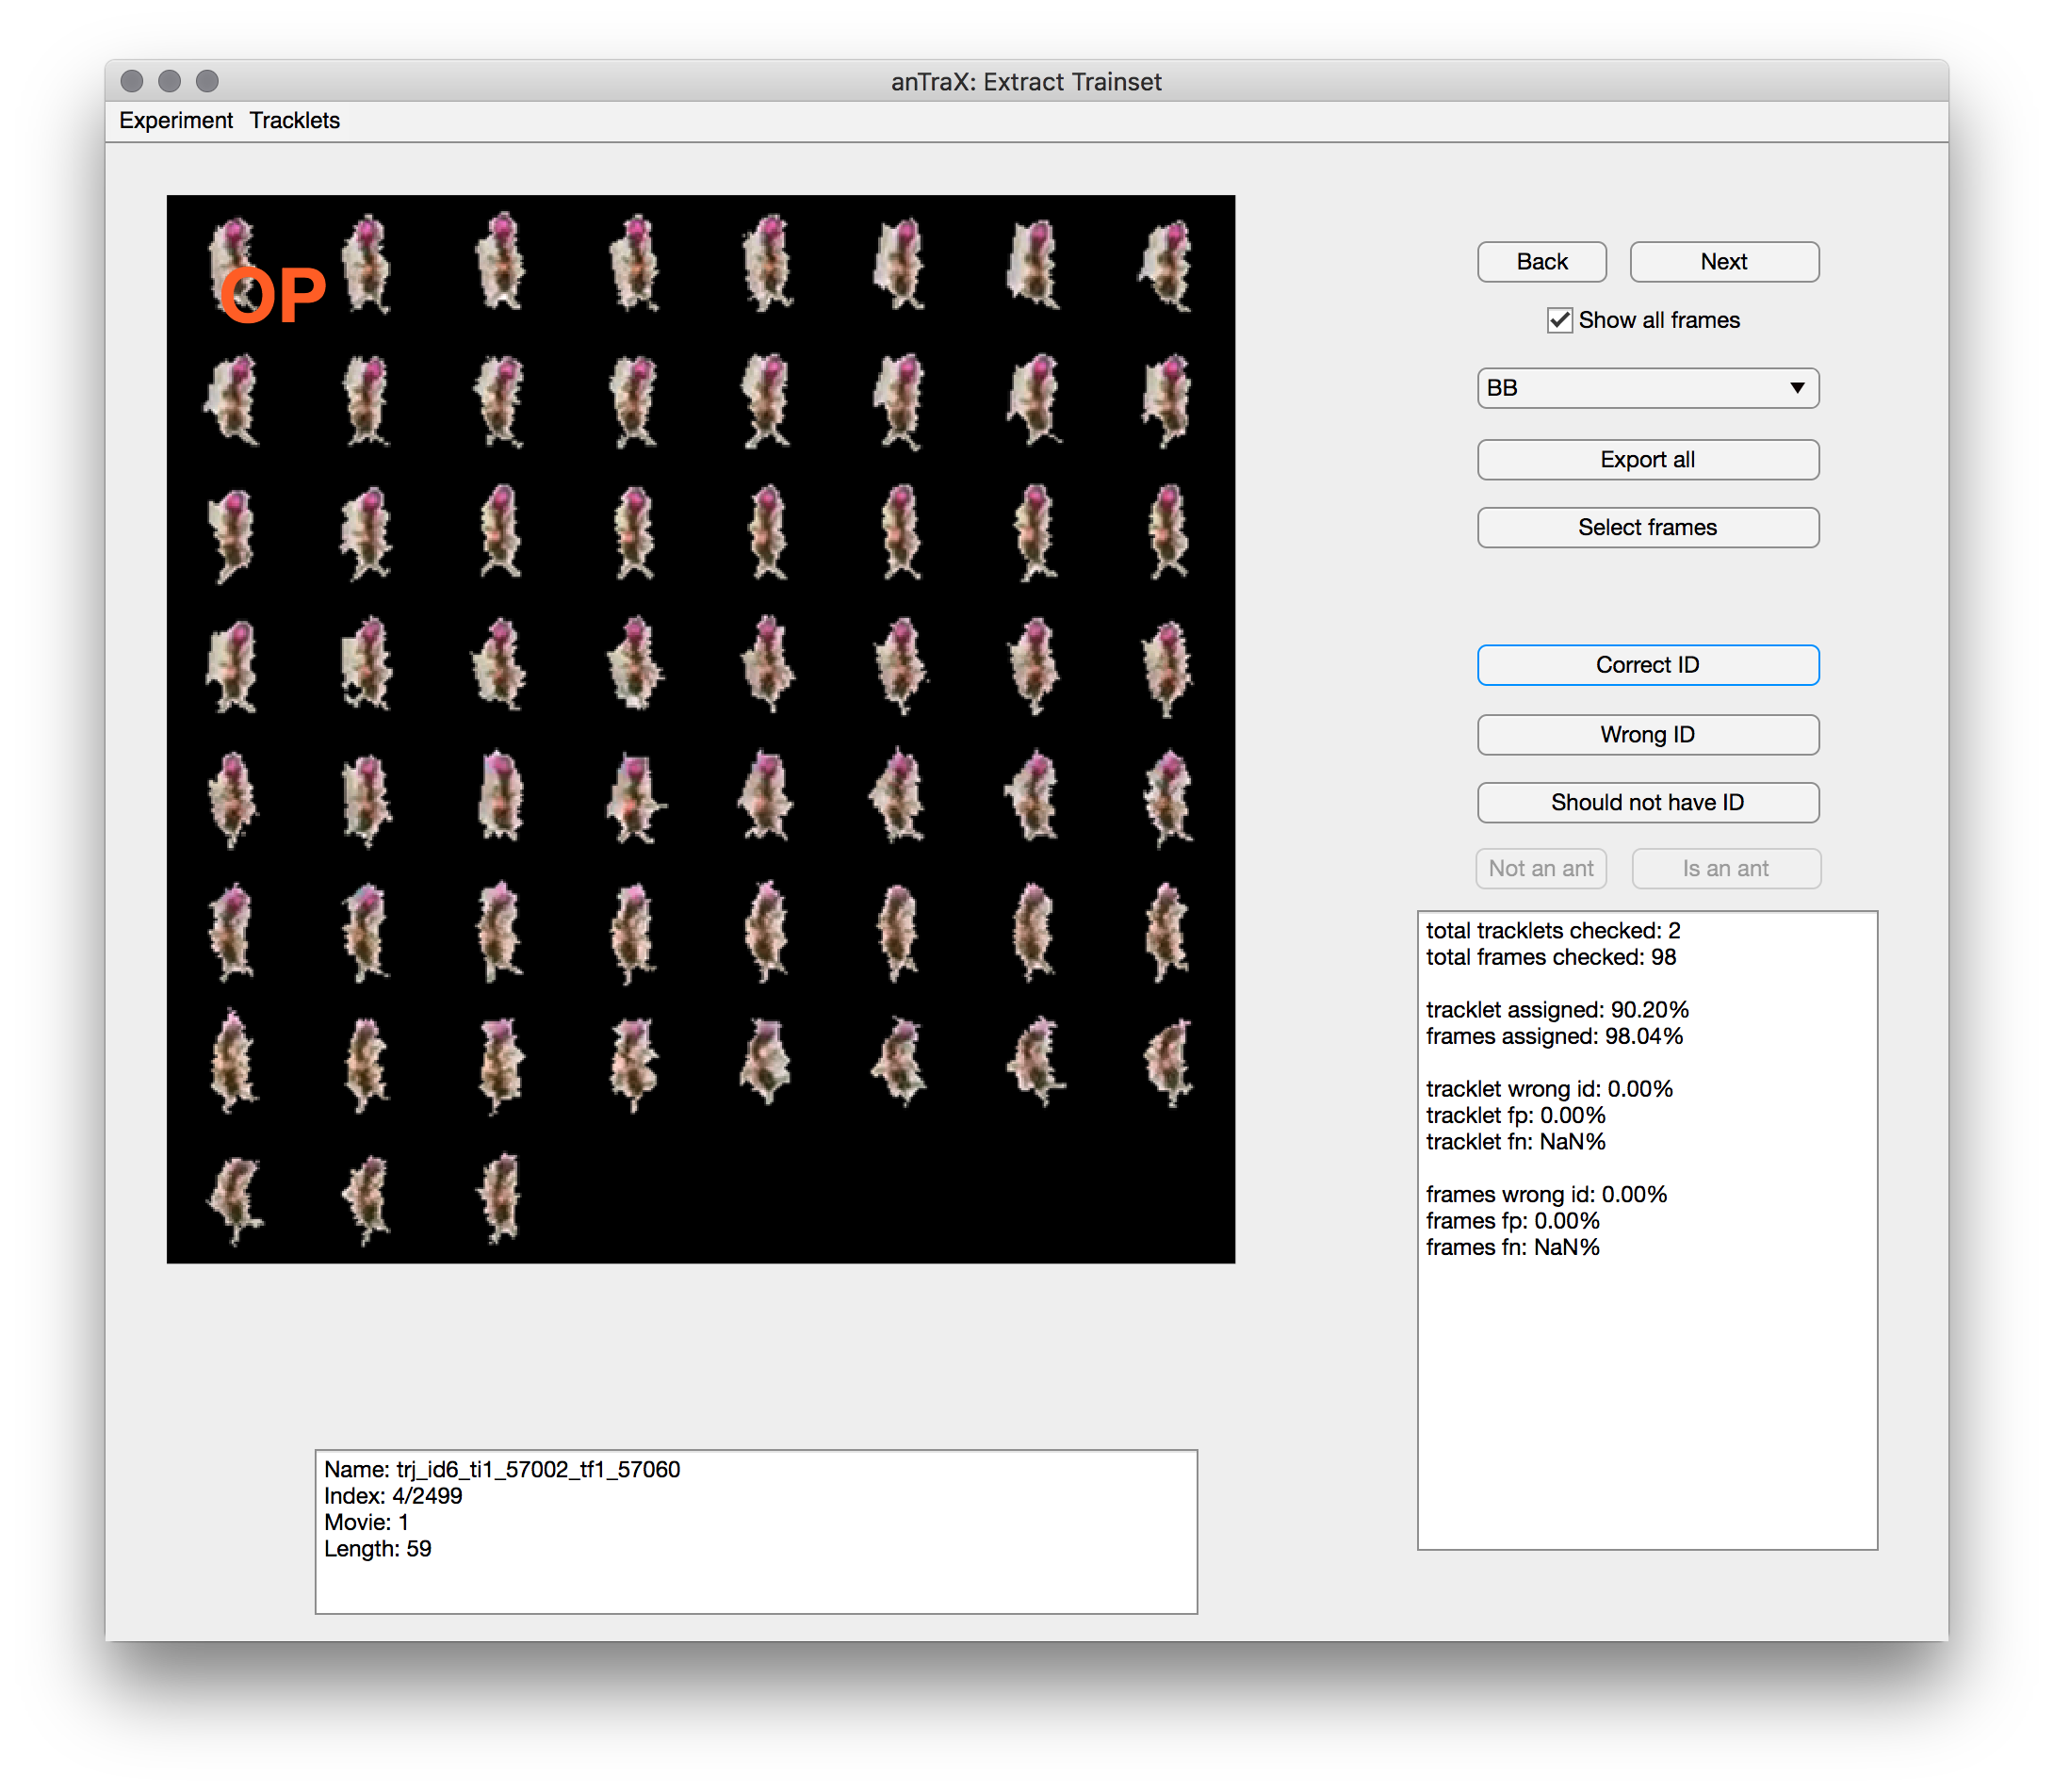 anTraX: Extract Trainset
Experiment Tracklets
OP
Back Next
Show all frames
BB
Export all
Select frames
Correct ID
Wrong ID
Should not have ID
Not an ant Is an ant
total tracklets checked: 2
total frames checked: 98
tracklet assigned: 90.20%
frames assigned: 98.04%
tracklet wrong id: 0.00%
tracklet fp: 0.00%
tracklet fn: NaN%
frames wrong id: 0.00%
frames fp: 0.00%
frames fn: NaN%
Name: trj_id6_ti1_57002_tf1_57060
Index: 4/2499
Movie: 1
Length: 59